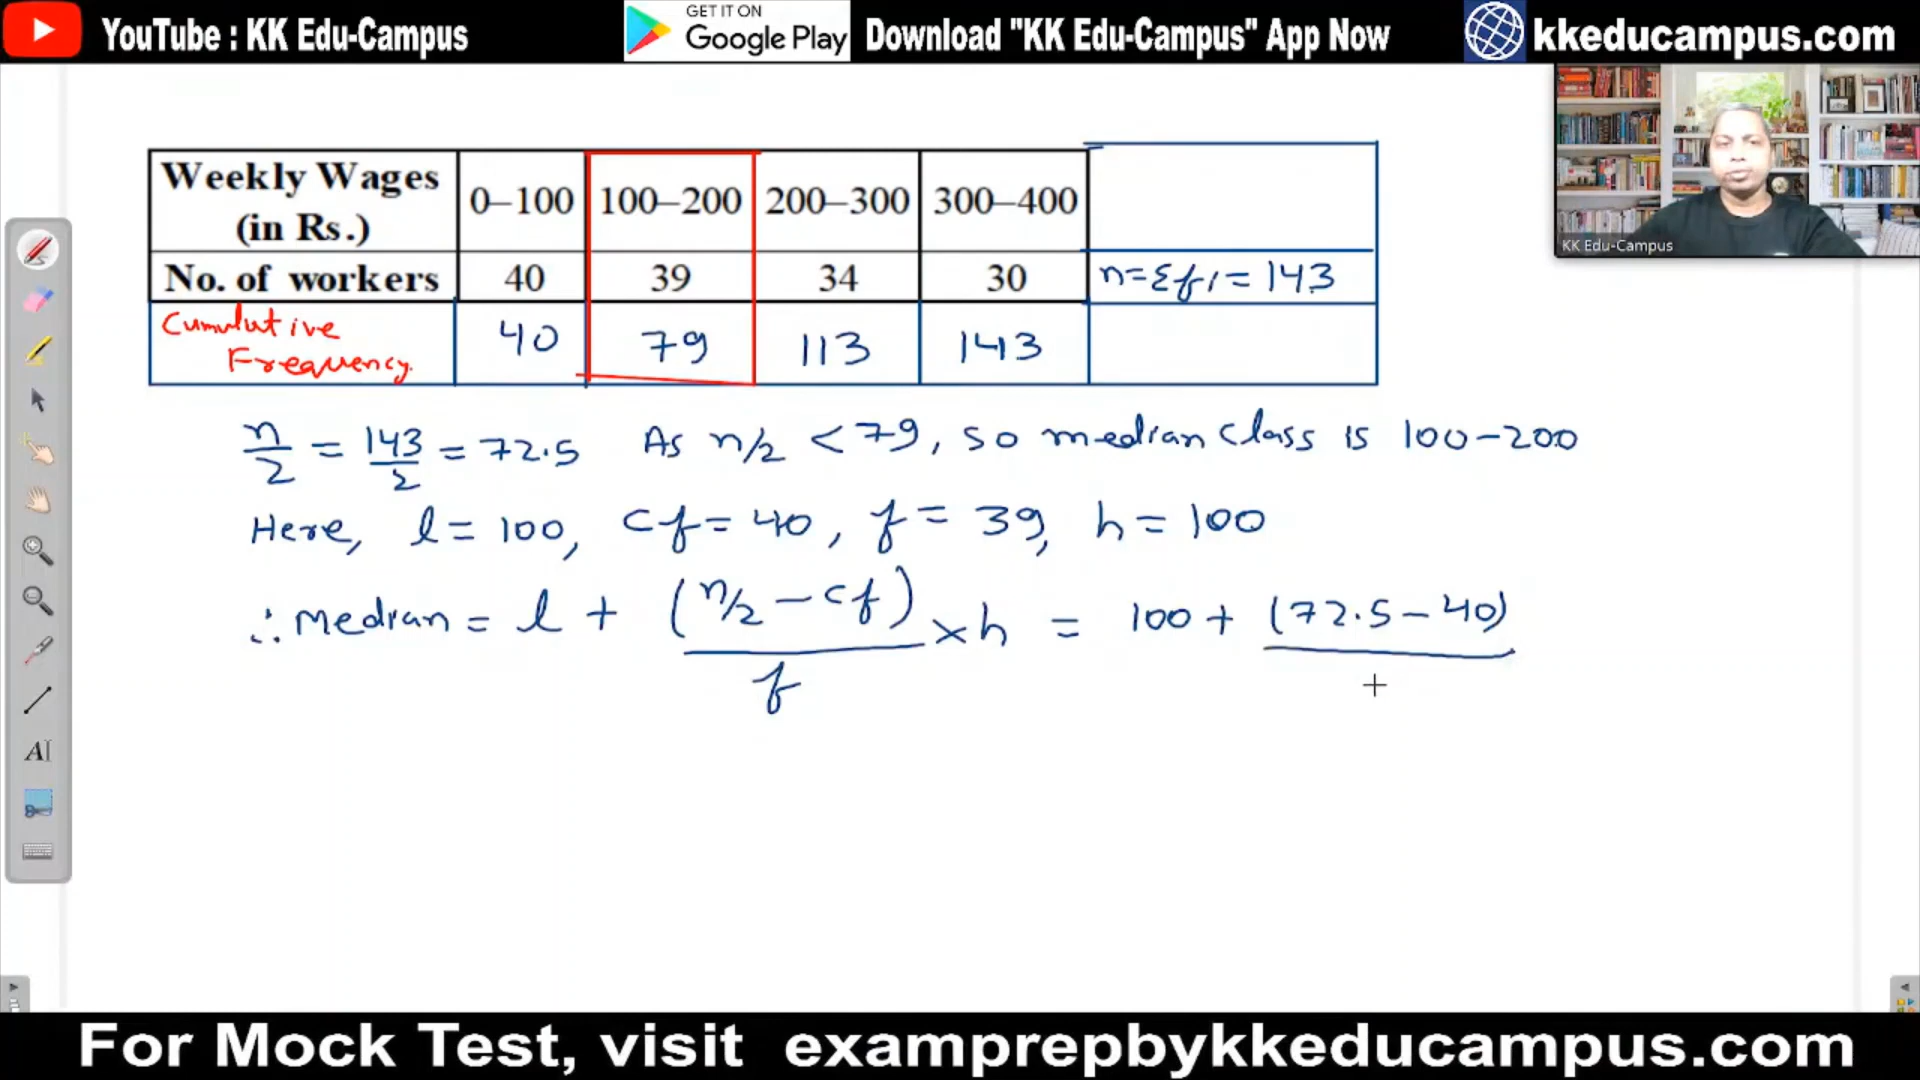 YouTube : KK Edu-Campus
GET IT ON
Google Play
Download "KK Edu-Campus" App Now
kkeducampus.com
KK Edu-Campus
Weekly Wages (in Rs.) 0–100 100–200 200–300 300–400
No. of workers 40 39 34 30 n=Σfi=143
Cumulative Frequency. 40 79 113 143
n/2 = 143/2 = 72.5 As n/2 < 79, so median class is 100-200
Here, l = 100, cf = 40, f = 39, h = 100
∴ median = l + (n/2 - cf)/f × h = 100 + (72.5 - 40)
AI
For Mock Test, visit examprepbykkeducampus.com